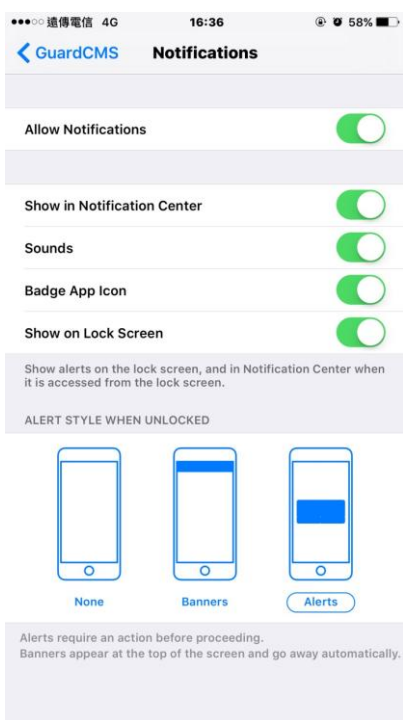 遠傳電信 4G 16:36 58%
GuardCMS Notifications
Allow Notifications
Show in Notification Center
Sounds
Badge App Icon
Show on Lock Screen
Show alerts on the lock screen, and in Notification Center when
it is accessed from the lock screen.
ALERT STYLE WHEN UNLOCKED
None Banners Alerts
Alerts require an action before proceeding.
Banners appear at the top of the screen and go away automatically.